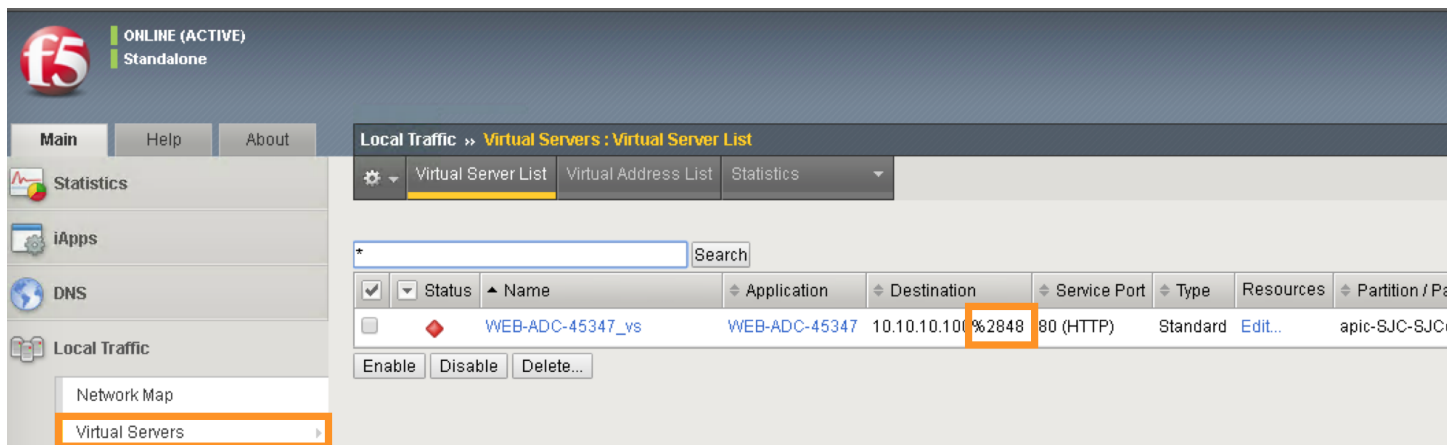 f5
ONLINE (ACTIVE)
Standalone
Main Help About
Local Traffic » Virtual Servers : Virtual Server List
Statistics
Virtual Server List Virtual Address List Statistics
iApps
* Search
DNS
Status Name Application Destination Service Port Type Resources Partition / Pa
WEB-ADC-45347_vs WEB-ADC-45347 10.10.10.100%2848 80 (HTTP) Standard Edit... apic-SJC-SJC
Local Traffic
Enable Disable Delete...
Network Map
Virtual Servers